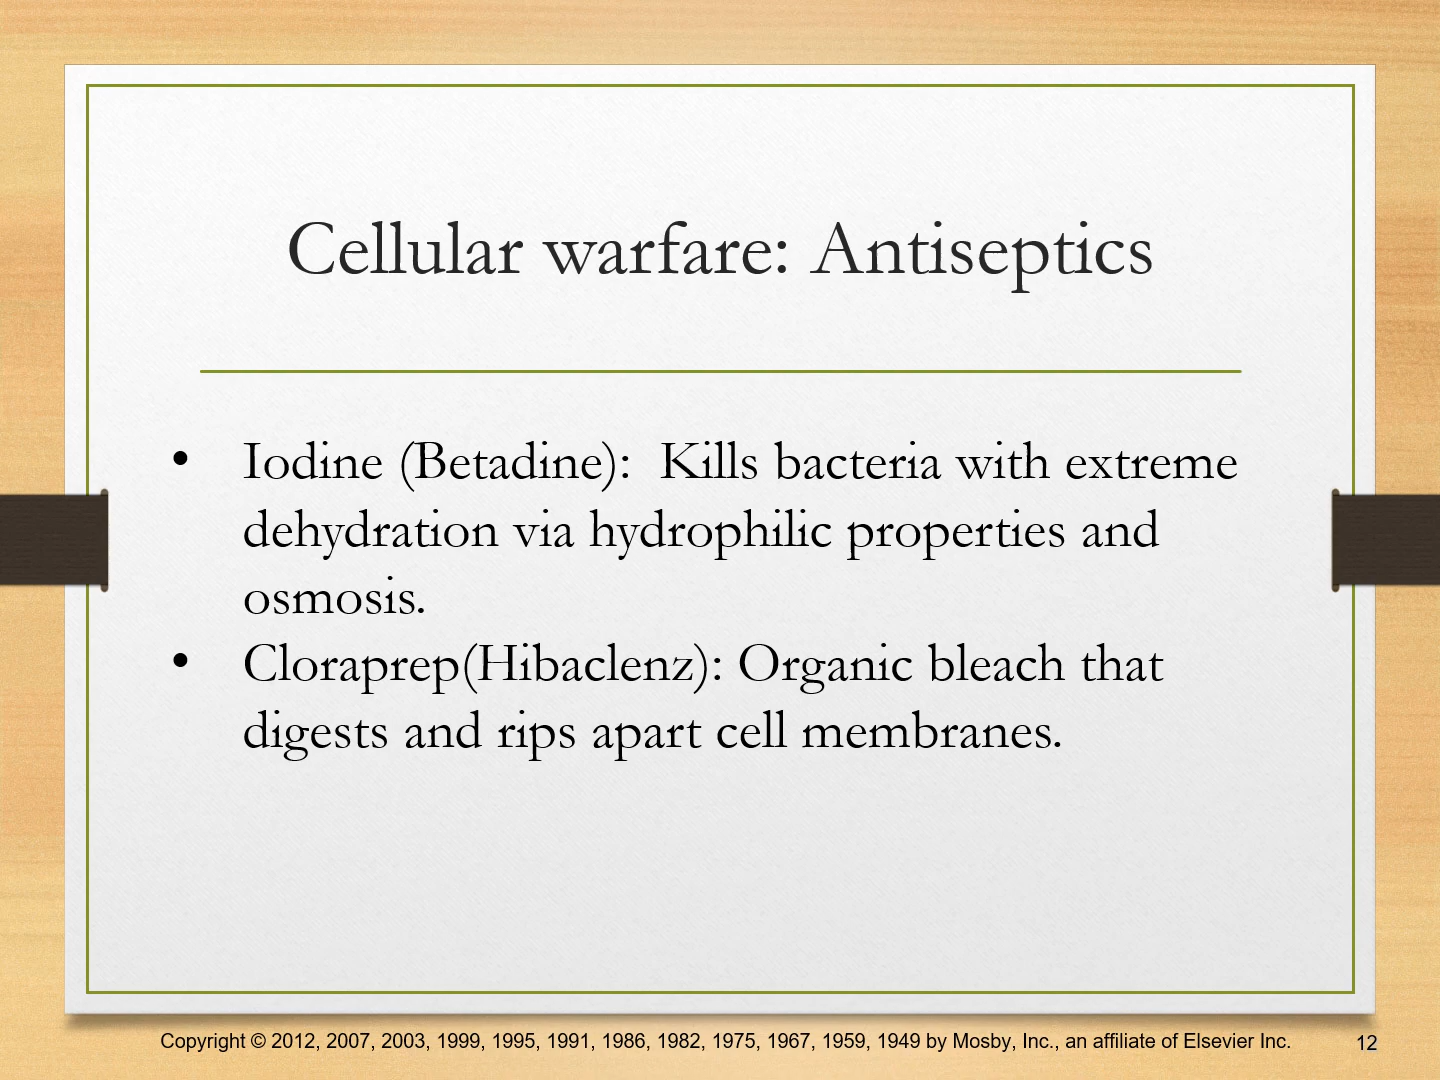 Cellular warfare: Antiseptics
• Iodine (Betadine):  Kills bacteria with extreme
dehydration via hydrophilic properties and
osmosis.
• Cloraprep(Hibaclenz): Organic bleach that
digests and rips apart cell membranes.
Copyright © 2012, 2007, 2003, 1999, 1995, 1991, 1986, 1982, 1975, 1967, 1959, 1949 by Mosby, Inc., an affiliate of Elsevier Inc.
12